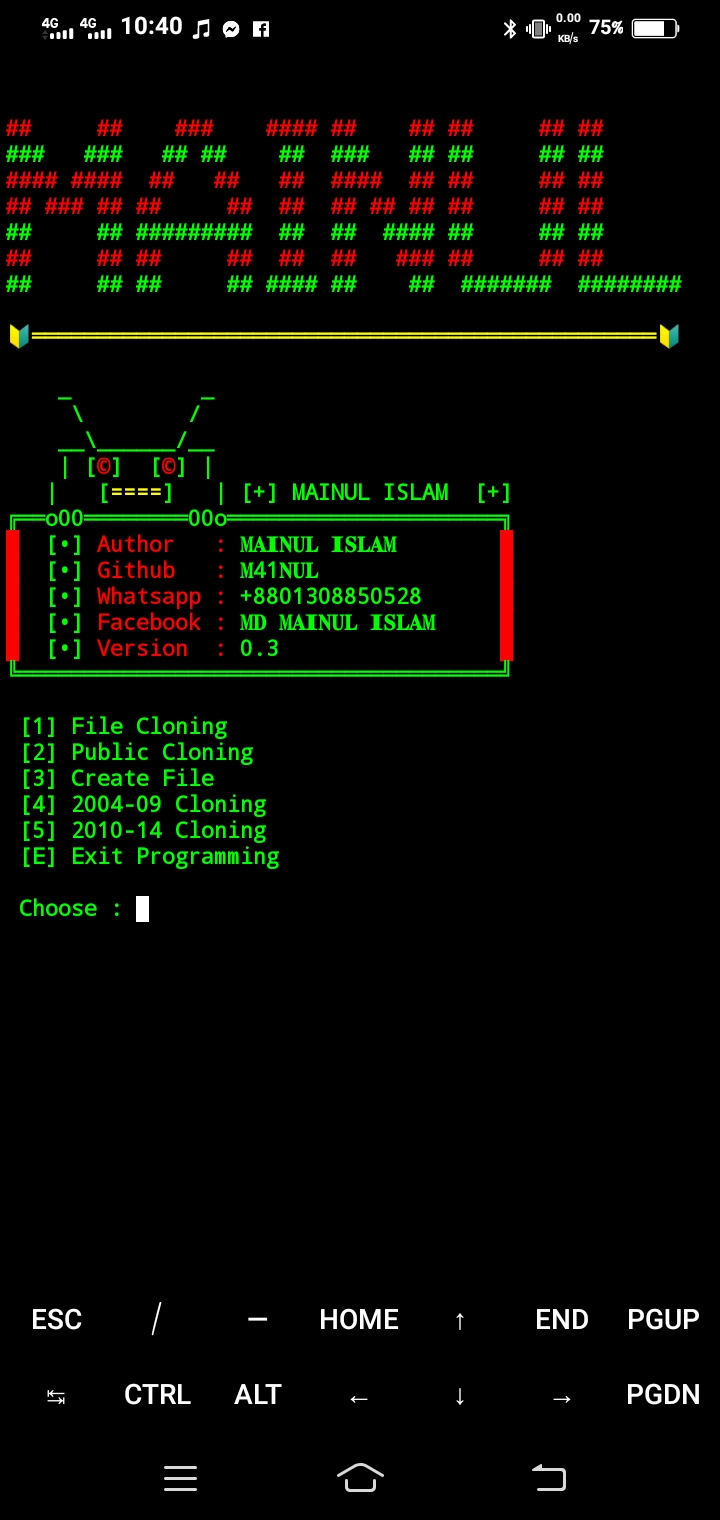 4G 4G 10:40 0.00 KB/s 75%
MAINUL
[+] MAINUL ISLAM [+]
[•] Author : MAINUL ISLAM
[•] Github : M41NUL
[•] Whatsapp : +8801308850528
[•] Facebook : MD MAINUL ISLAM
[•] Version : 0.3
[1] File Cloning
[2] Public Cloning
[3] Create File
[4] 2004-09 Cloning
[5] 2010-14 Cloning
[E] Exit Programming
Choose :
ESC / — HOME ↑ END PGUP
↹ CTRL ALT ← ↓ → PGDN